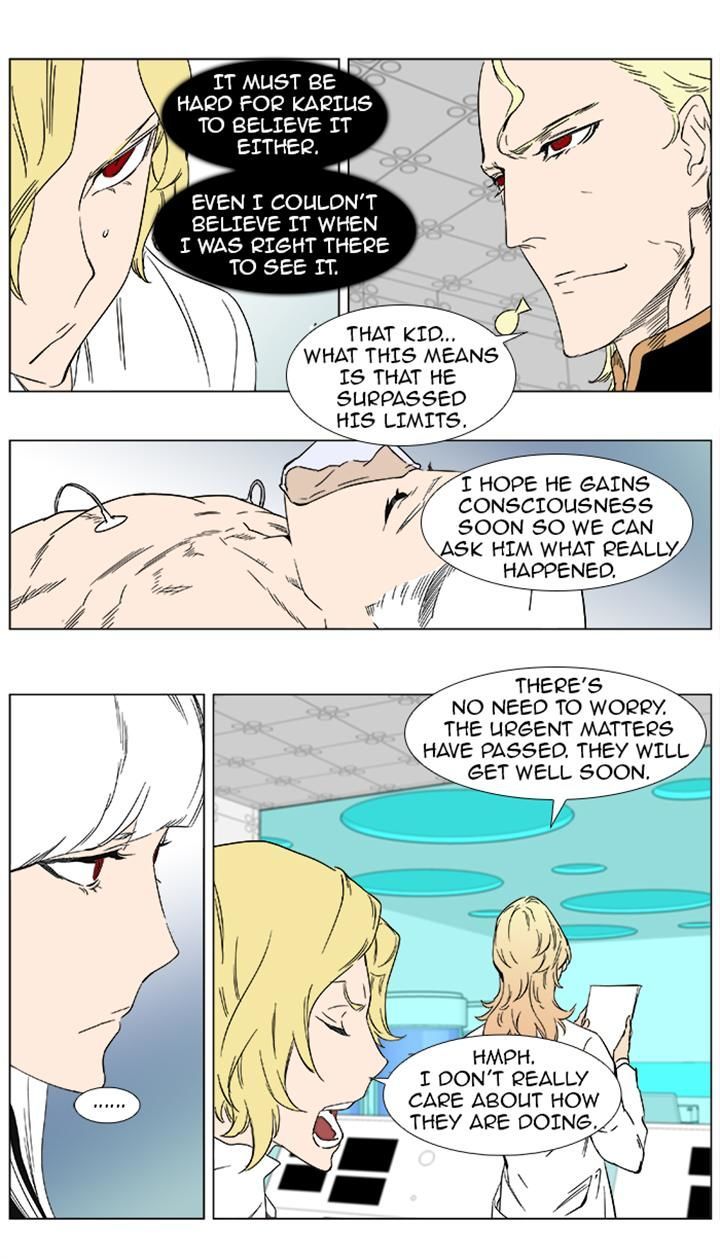 IT MUST BE
HARD FOR KARIUS
TO BELIEVE IT
EITHER.
EVEN I COULDN'T
BELIEVE IT WHEN
I WAS RIGHT THERE
TO SEE IT.
THAT KID...
WHAT THIS MEANS
IS THAT HE
SURPASSED
HIS LIMITS.
I HOPE HE GAINS
CONSCIOUSNESS
SOON SO WE CAN
ASK HIM WHAT REALLY
HAPPENED.
THERE'S
NO NEED TO WORRY.
THE URGENT MATTERS
HAVE PASSED. THEY WILL
GET WELL SOON.
......
HMPH.
I DON'T REALLY
CARE ABOUT HOW
THEY ARE DOING.